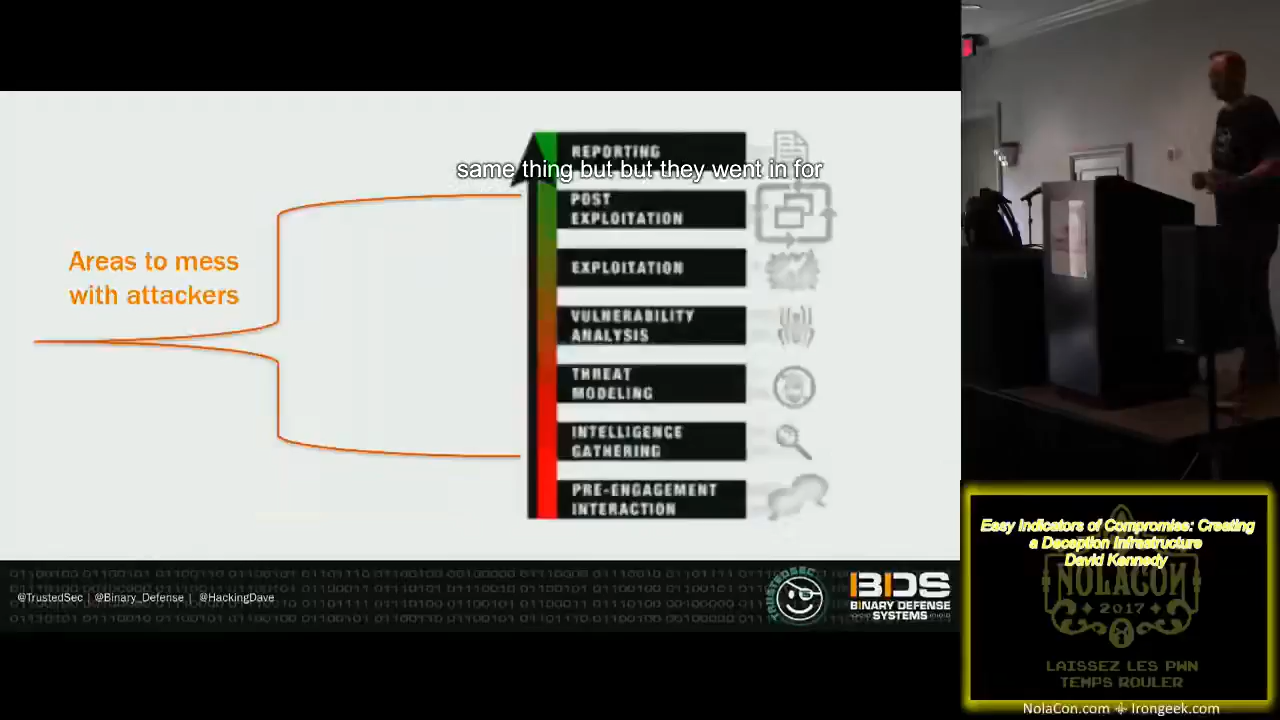 REPORTING
same thing but but they went in for
POST
EXPLOITATION
Areas to mess
with attackers
EXPLOITATION
VULNERABILITY
ANALYSIS
THREAT
MODELING
INTELLIGENCE
GATHERING
PRE-ENGAGEMENT
INTERACTION
@TrustedSec | @Binary_Defense | @HackingDave
TRUSTEDSEC
BDS
BINARY DEFENSE
SYSTEMS
Easy Indicators of Compromise: Creating
a Deception Infrastructure
David Kennedy
NOLACON
2017
LAISSEZ LES PWN
TEMPS ROULER
NolaCon.com Irongeek.com